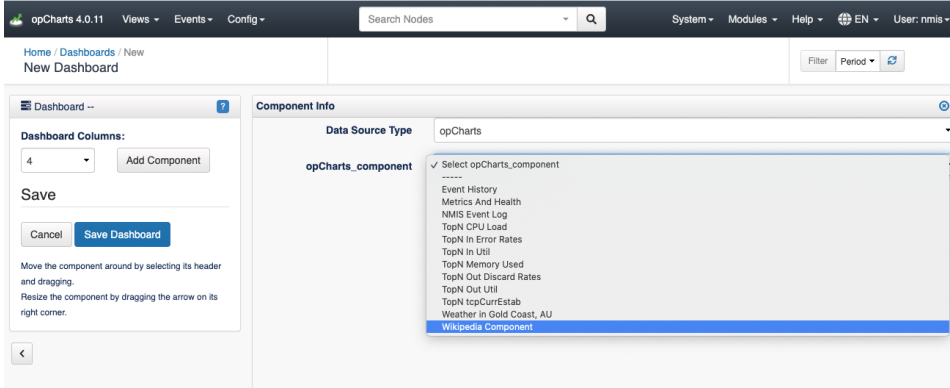 opCharts 4.0.11 Views Events Config Search Nodes System Modules Help EN User: nmis
Home / Dashboards / New
New Dashboard
Filter Period
Dashboard -- ?
Dashboard Columns:
4 Add Component
Save
Cancel Save Dashboard
Move the component around by selecting its header
and dragging.
Resize the component by dragging the arrow on its
right corner.
Component Info
Data Source Type opCharts
opCharts_component ✓ Select opCharts_component
-----
Event History
Metrics And Health
NMIS Event Log
TopN CPU Load
TopN In Error Rates
TopN In Util
TopN Memory Used
TopN Out Discard Rates
TopN Out Util
TopN tcpCurrEstab
Weather in Gold Coast, AU
Wikipedia Component